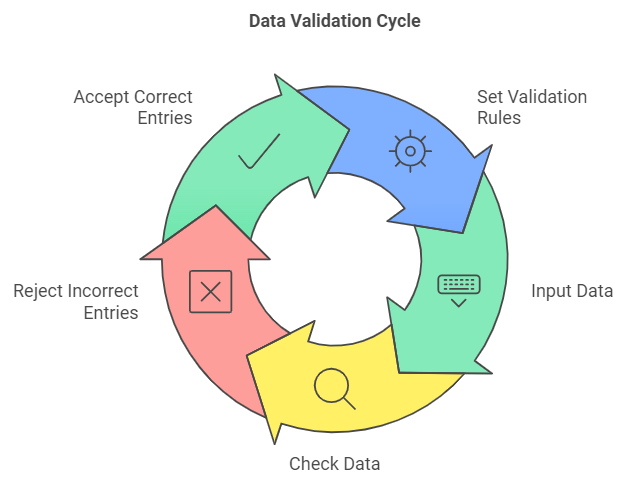 Data Validation Cycle
Accept Correct
Entries
Set Validation
Rules
Input Data
Check Data
Reject Incorrect
Entries